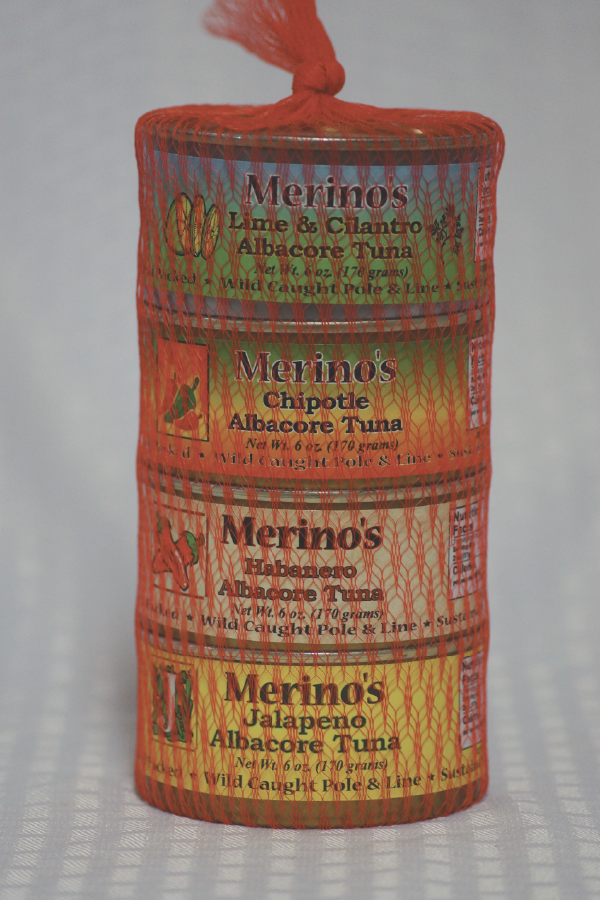 Merino's
Lime & Cilantro
Albacore Tuna
Net Wt. 6 oz. (170 grams)
Packed * Wild Caught Pole & Line *
Merino's
Chipotle
Albacore Tuna
Net Wt. 6 oz. (170 grams)
* Wild Caught Pole & Line *
Merino's
Habanero
Albacore Tuna
Net Wt. 6 oz. (170 grams)
* Wild Caught Pole & Line *
Merino's
Jalapeno
Albacore Tuna
Net Wt. 6 oz. (170 grams)
* Wild Caught Pole & Line *